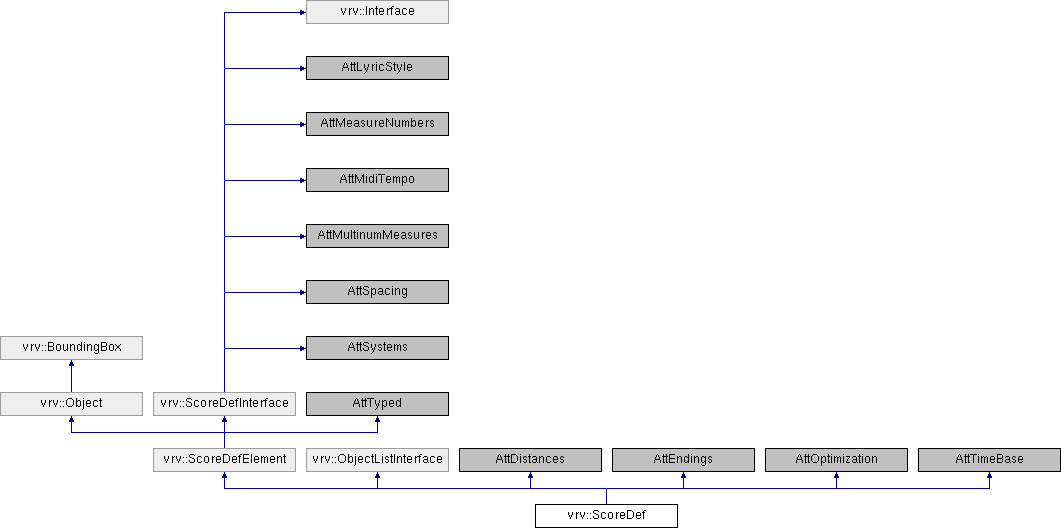 vrv::Interface
AttLyricStyle
AttMeasureNumbers
AttMidiTempo
AttMultinumMeasures
AttSpacing
vrv::BoundingBox
AttSystems
vrv::Object
vrv::ScoreDefInterface
AttTyped
vrv::ScoreDefElement
vrv::ObjectListInterface
AttDistances
AttEndings
AttOptimization
AttTimeBase
vrv::ScoreDef